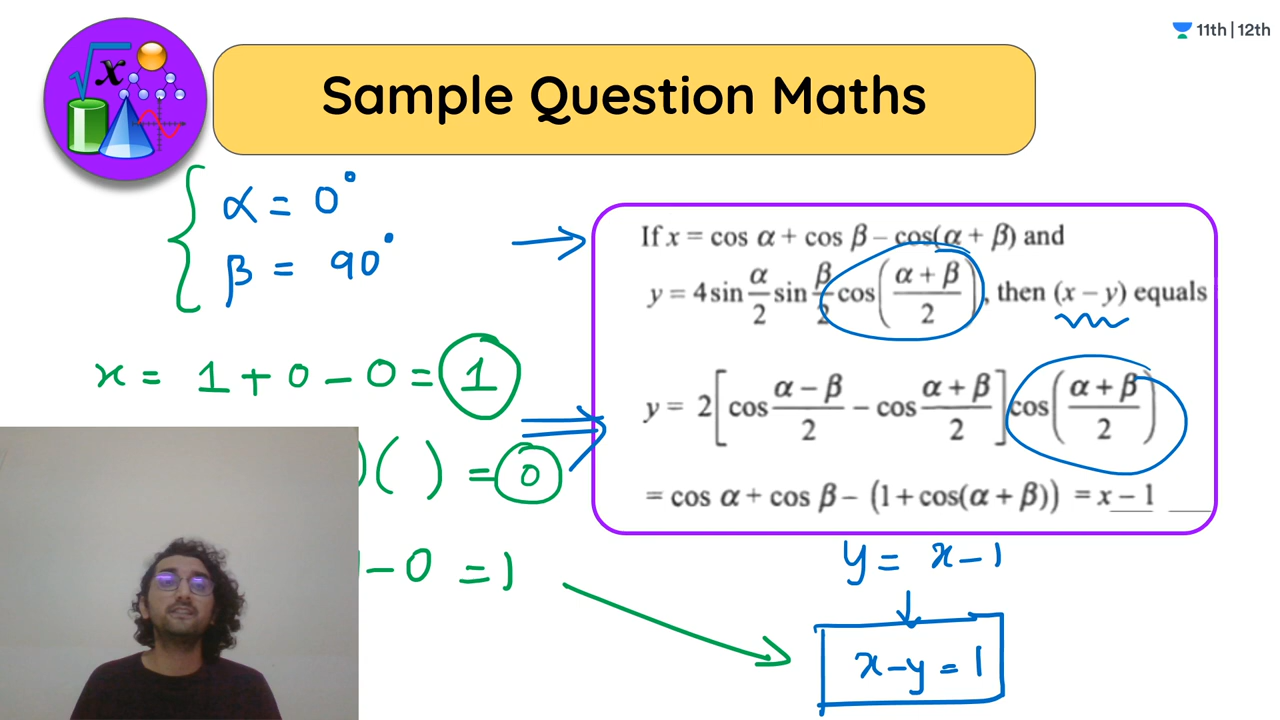 11th | 12th
Sample Question Maths
α = 0°
β = 90°
x = 1 + 0 - 0 = 1
)( ) = 0
- 0 = 1
If x = cos α + cos β – cos(α + β) and
y = 4 sin α/2 sin β/2 cos((α + β)/2), then (x – y) equals
y = 2[cos (α – β)/2 – cos (α + β)/2] cos((α + β)/2)
= cos α + cos β – (1 + cos(α + β)) = x – 1
y = x - 1
x - y = 1